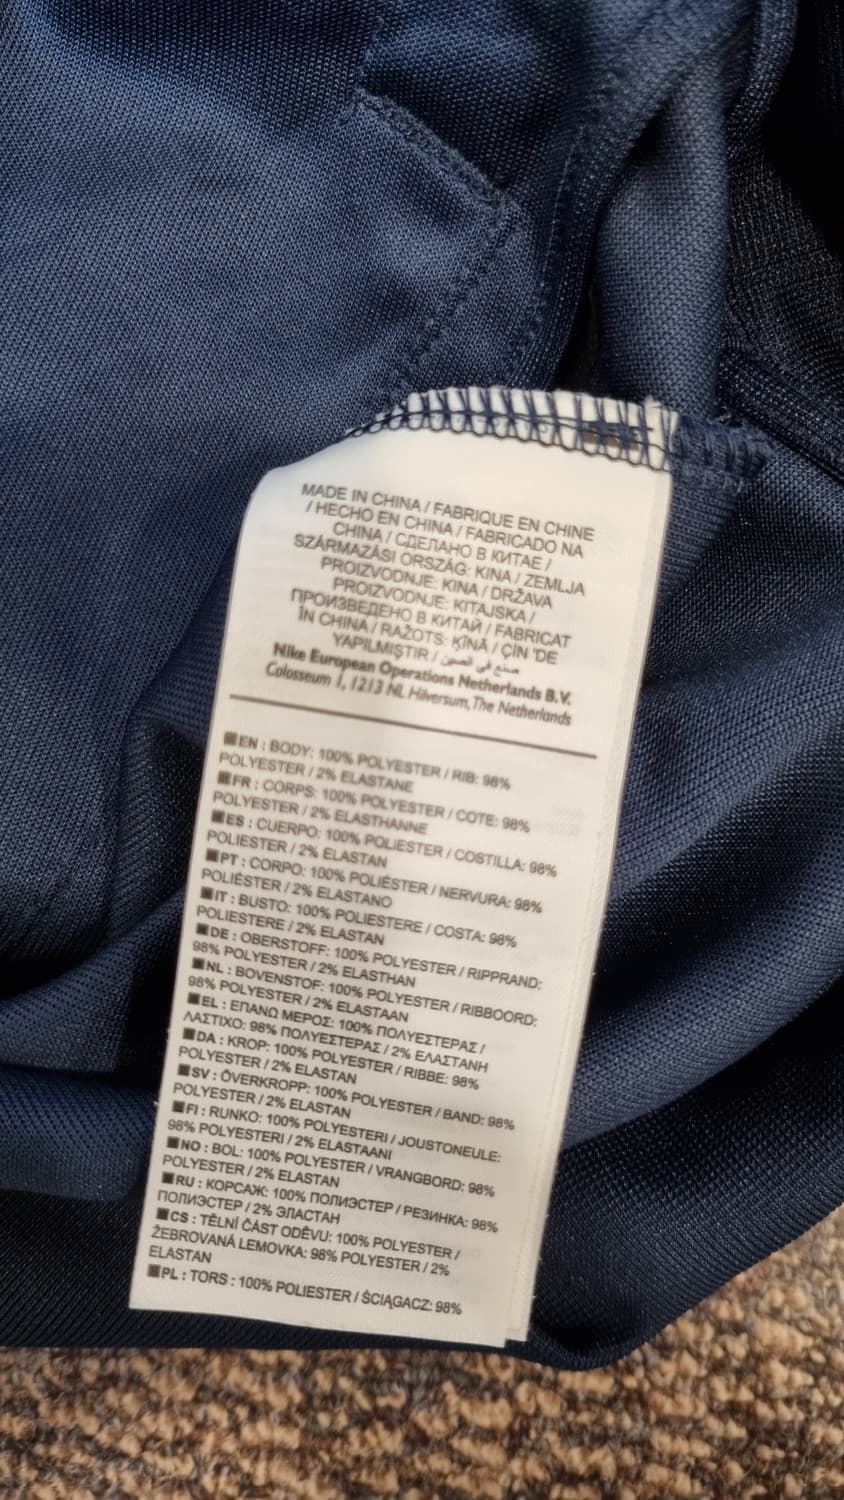 MADE IN CHINA / FABRIQUE EN CHINE
/ HECHO EN CHINA / FABRICADO NA
CHINA / СДЕЛАНО В КИТАЕ /
SZÁRMAZÁSI ORSZÁG: KINA / ZEMLJA
PROIZVODNJE: KINA / DRŽAVA
PROIZVODNJE: KITAJSKA /
ПРОИЗВЕДЕНО В КИТАЙ / FABRICAT
ÎN CHINA / RAŽOTS: ĶĪNĀ / ÇİN 'DE
YAPILMIŞTIR / صنع في الصين
Nike European Operations Netherlands B.V.
Colosseum 1, 1213 NL Hilversum, The Netherlands
EN : BODY: 100% POLYESTER / RIB: 98%
POLYESTER / 2% ELASTANE
FR : CORPS: 100% POLYESTER / COTE: 98%
POLYESTER / 2% ELASTHANNE
ES : CUERPO: 100% POLIESTER / COSTILLA: 98%
POLIESTER / 2% ELASTAN
PT : CORPO: 100% POLIÉSTER / NERVURA: 98%
POLIÉSTER / 2% ELASTANO
IT : BUSTO: 100% POLIESTERE / COSTA: 98%
POLIESTERE / 2% ELASTAN
DE : OBERSTOFF: 100% POLYESTER / RIPPRAND:
98% POLYESTER / 2% ELASTHAN
NL : BOVENSTOF: 100% POLYESTER / RIBBOORD:
98% POLYESTER / 2% ELASTAAN
EL : ΕΠΑΝΩ ΜΕΡΟΣ: 100% ΠΟΛΥΕΣΤΕΡΑΣ /
ΛΑΣΤΙΧΟ: 98% ΠΟΛΥΕΣΤΕΡΑΣ / 2% ΕΛΑΣΤΑΝΗ
DA : KROP: 100% POLYESTER / RIBBE: 98%
POLYESTER / 2% ELASTAN
SV : ÖVERKROPP: 100% POLYESTER / BAND: 98%
POLYESTER / 2% ELASTAN
FI : RUNKO: 100% POLYESTERI / JOUSTONEULE:
98% POLYESTERI / 2% ELASTAANI
NO : BOL: 100% POLYESTER / VRANGBORD: 98%
POLYESTER / 2% ELASTAN
RU : КОРСАЖ: 100% ПОЛИЭСТЕР / РЕЗИНКА: 98%
ПОЛИЭСТЕР / 2% ЭЛАСТАН
CS : TĚLNÍ ČÁST ODĚVU: 100% POLYESTER /
ŽEBROVANÁ LEMOVKA: 98% POLYESTER / 2%
ELASTAN
PL : TORS : 100% POLIESTER / ŚCIĄGACZ: 98%